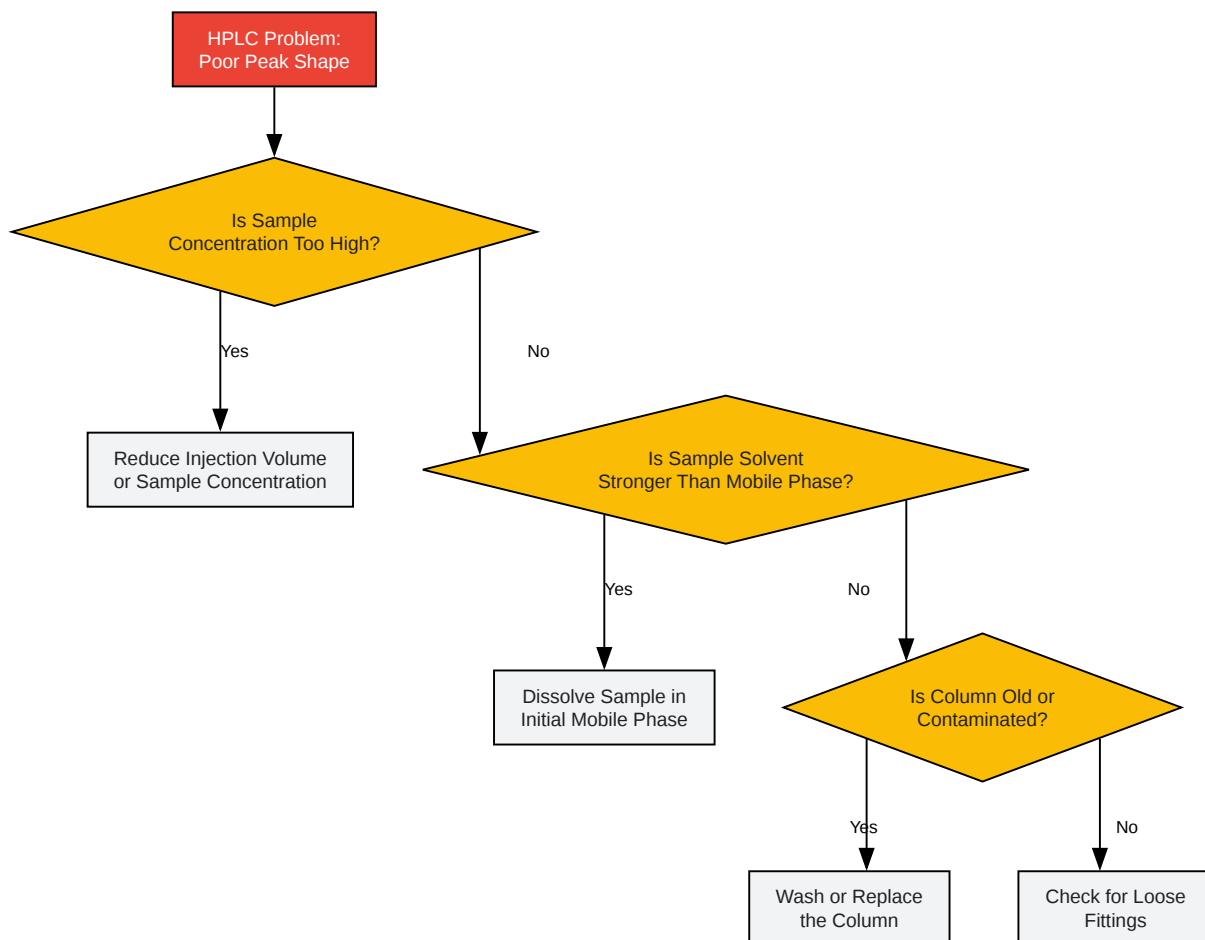 HPLC Problem:
Poor Peak Shape
Is Sample
Concentration Too High?
Yes
No
Reduce Injection Volume
or Sample Concentration
Is Sample Solvent
Stronger Than Mobile Phase?
Yes
No
Dissolve Sample in
Initial Mobile Phase
Is Column Old or
Contaminated?
Yes
No
Wash or Replace
the Column
Check for Loose
Fittings